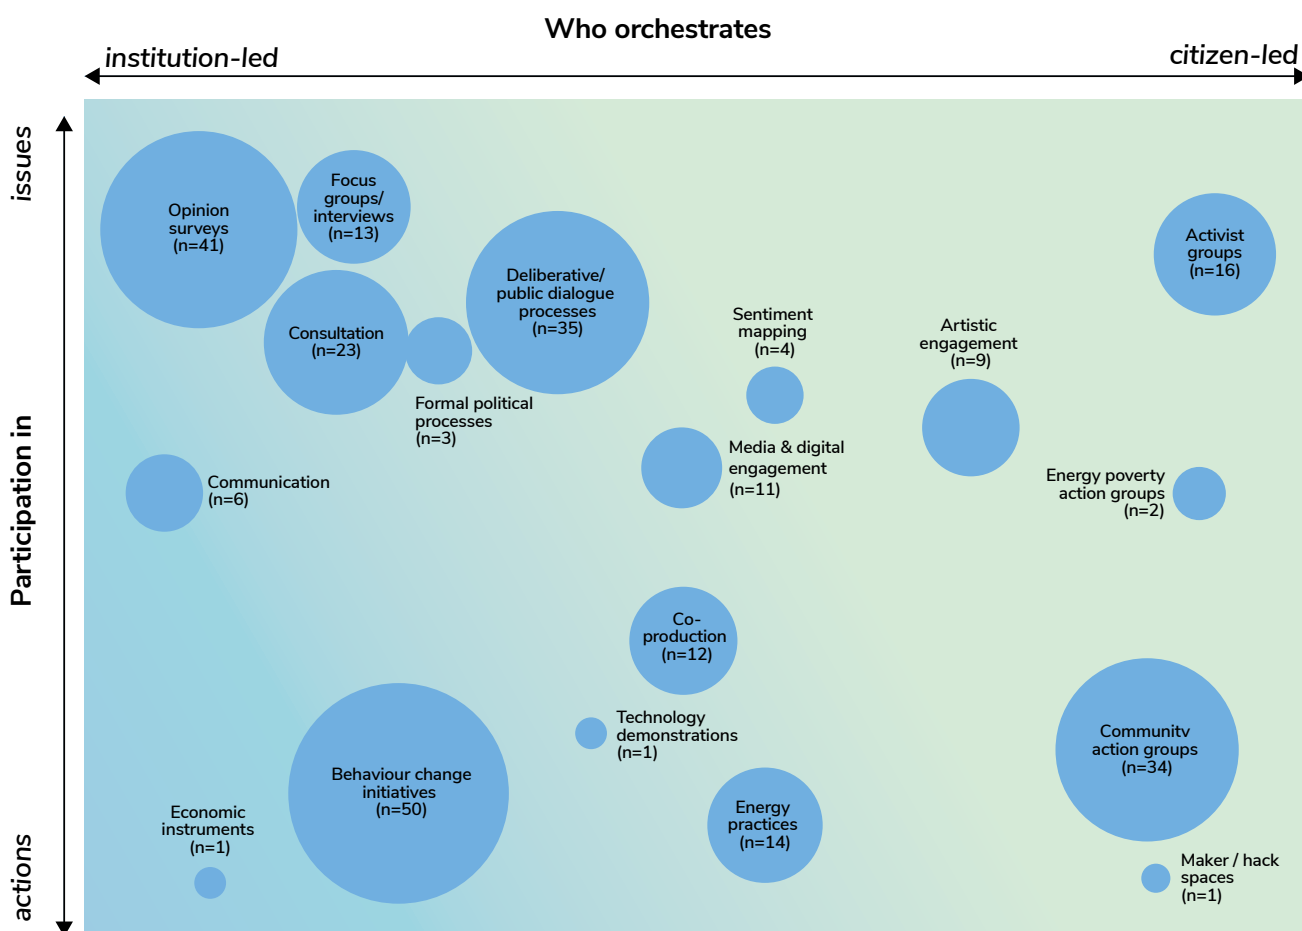 Who orchestrates
institution-led
citizen-led
issues
Participation in
actions
Opinion
surveys
(n=41)
Focus
groups/
interviews
(n=13)
Consultation
(n=23)
Formal political
processes
(n=3)
Deliberative/
public dialogue
processes
(n=35)
Activist
groups
(n=16)
Sentiment
mapping
(n=4)
Artistic
engagement
(n=9)
Media & digital
engagement
(n=11)
Communication
(n=6)
Energy poverty
action groups
(n=2)
Co-
production
(n=12)
Technology
demonstrations
(n=1)
Behaviour change
initiatives
(n=50)
Economic
instruments
(n=1)
Energy
practices
(n=14)
Community
action groups
(n=34)
Maker / hack
spaces
(n=1)